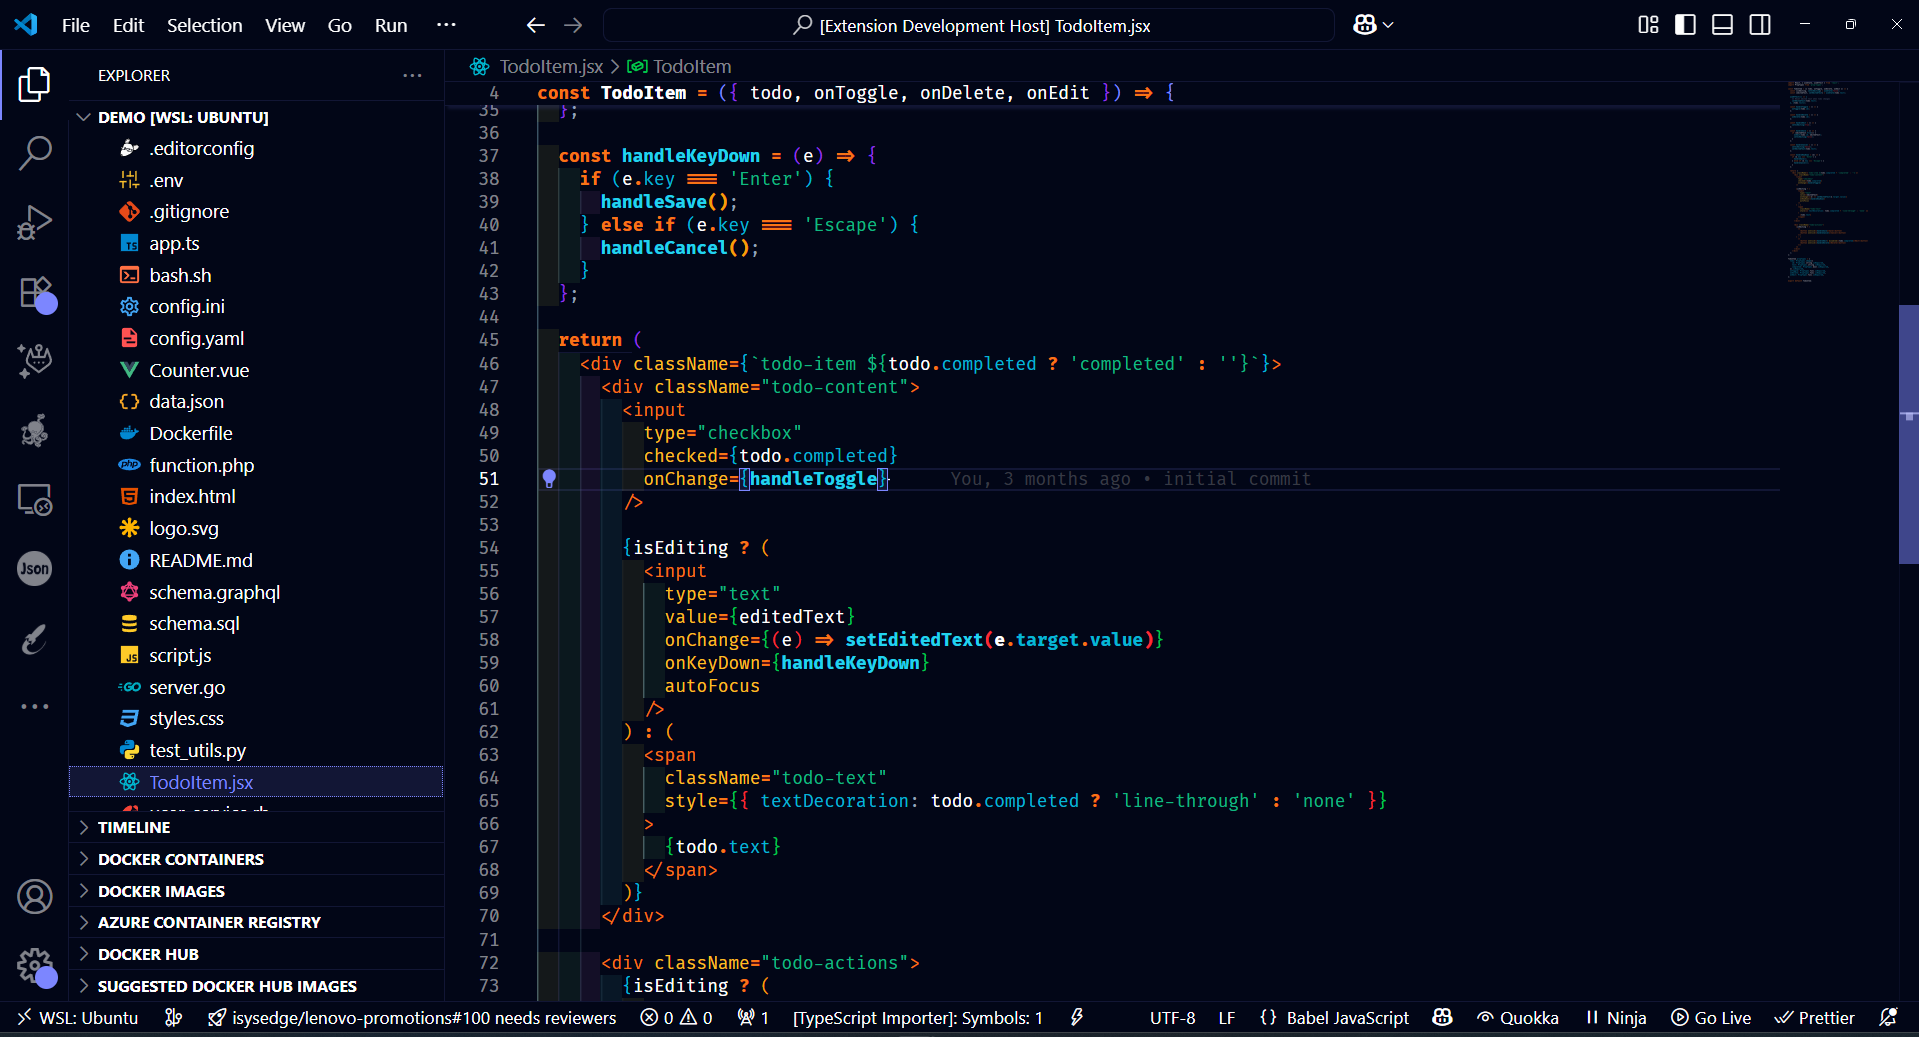 File Edit Selection View Go Run ···
[Extension Development Host] TodoItem.jsx
EXPLORER
DEMO [WSL: UBUNTU]
.editorconfig
.env
.gitignore
TS app.ts
bash.sh
config.ini
config.yaml
Counter.vue
data.json
Dockerfile
php function.php
index.html
logo.svg
README.md
schema.graphql
schema.sql
JS script.js
GO server.go
styles.css
test_utils.py
TodoItem.jsx
TIMELINE
DOCKER CONTAINERS
DOCKER IMAGES
AZURE CONTAINER REGISTRY
DOCKER HUB
SUGGESTED DOCKER HUB IMAGES
Json
TodoItem.jsx > TodoItem
4 const TodoItem = ({ todo, onToggle, onDelete, onEdit }) => {
35 };
36
37 const handleKeyDown = (e) => {
38 if (e.key === 'Enter') {
39 handleSave();
40 } else if (e.key === 'Escape') {
41 handleCancel();
42 }
43 };
44
45 return (
46 <div className={`todo-item ${todo.completed ? 'completed' : ''}`}>
47 <div className="todo-content">
48 <input
49 type="checkbox"
50 checked={todo.completed}
51 onChange={handleToggle} You, 3 months ago • initial commit
52 />
53
54 {isEditing ? (
55 <input
56 type="text"
57 value={editedText}
58 onChange={(e) => setEditedText(e.target.value)}
59 onKeyDown={handleKeyDown}
60 autoFocus
61 />
62 ) : (
63 <span
64 className="todo-text"
65 style={{ textDecoration: todo.completed ? 'line-through' : 'none' }}
66 >
67 {todo.text}
68 </span>
69 )}
70 </div>
71
72 <div className="todo-actions">
73 {isEditing ? (
WSL: Ubuntu isysedge/lenovo-promotions#100 needs reviewers 0 0 1 [TypeScript Importer]: Symbols: 1 UTF-8 LF {} Babel JavaScript Quokka Ninja Go Live Prettier